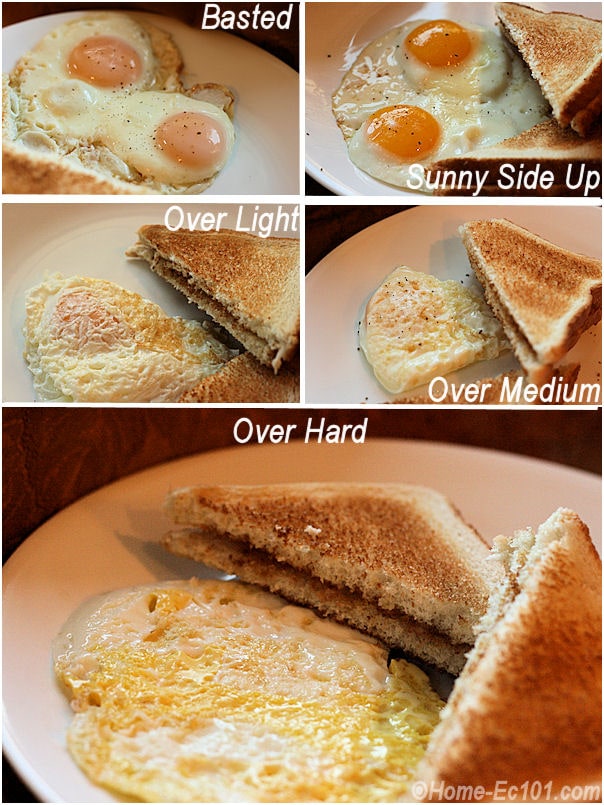 Basted
Sunny Side Up
Over Light
Over Medium
Over Hard
©Home-Ec101.com